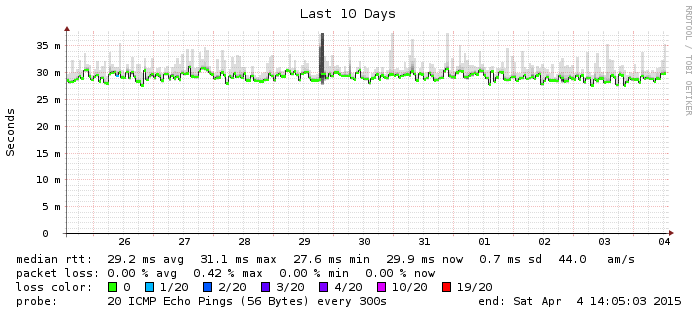 Last 10 Days
RRDTOOL / TOBI OETIKER
Seconds
35 m
30 m
25 m
20 m
15 m
10 m
5 m
0
26 27 28 29 30 31 01 02 03 04
median rtt: 29.2 ms avg 31.1 ms max 27.6 ms min 29.9 ms now 0.7 ms sd 44.0 am/s
packet loss: 0.00 % avg 0.42 % max 0.00 % min 0.00 % now
loss color: 0 1/20 2/20 3/20 4/20 10/20 19/20
probe: 20 ICMP Echo Pings (56 Bytes) every 300s end: Sat Apr 4 14:05:03 2015